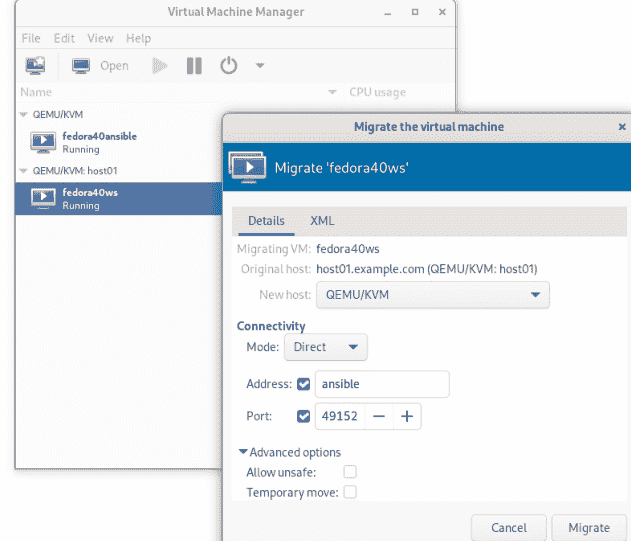 Virtual Machine Manager
File Edit View Help
Open
Name CPU usage
QEMU/KVM
fedora40ansible
Running
QEMU/KVM: host01
fedora40ws
Running
Migrate the virtual machine
Migrate 'fedora40ws'
Details XML
Migrating VM: fedora40ws
Original host: host01.example.com (QEMU/KVM: host01)
New host: QEMU/KVM
Connectivity
Mode: Direct
Address: ansible
Port: 49152
Advanced options
Allow unsafe:
Temporary move:
Cancel Migrate